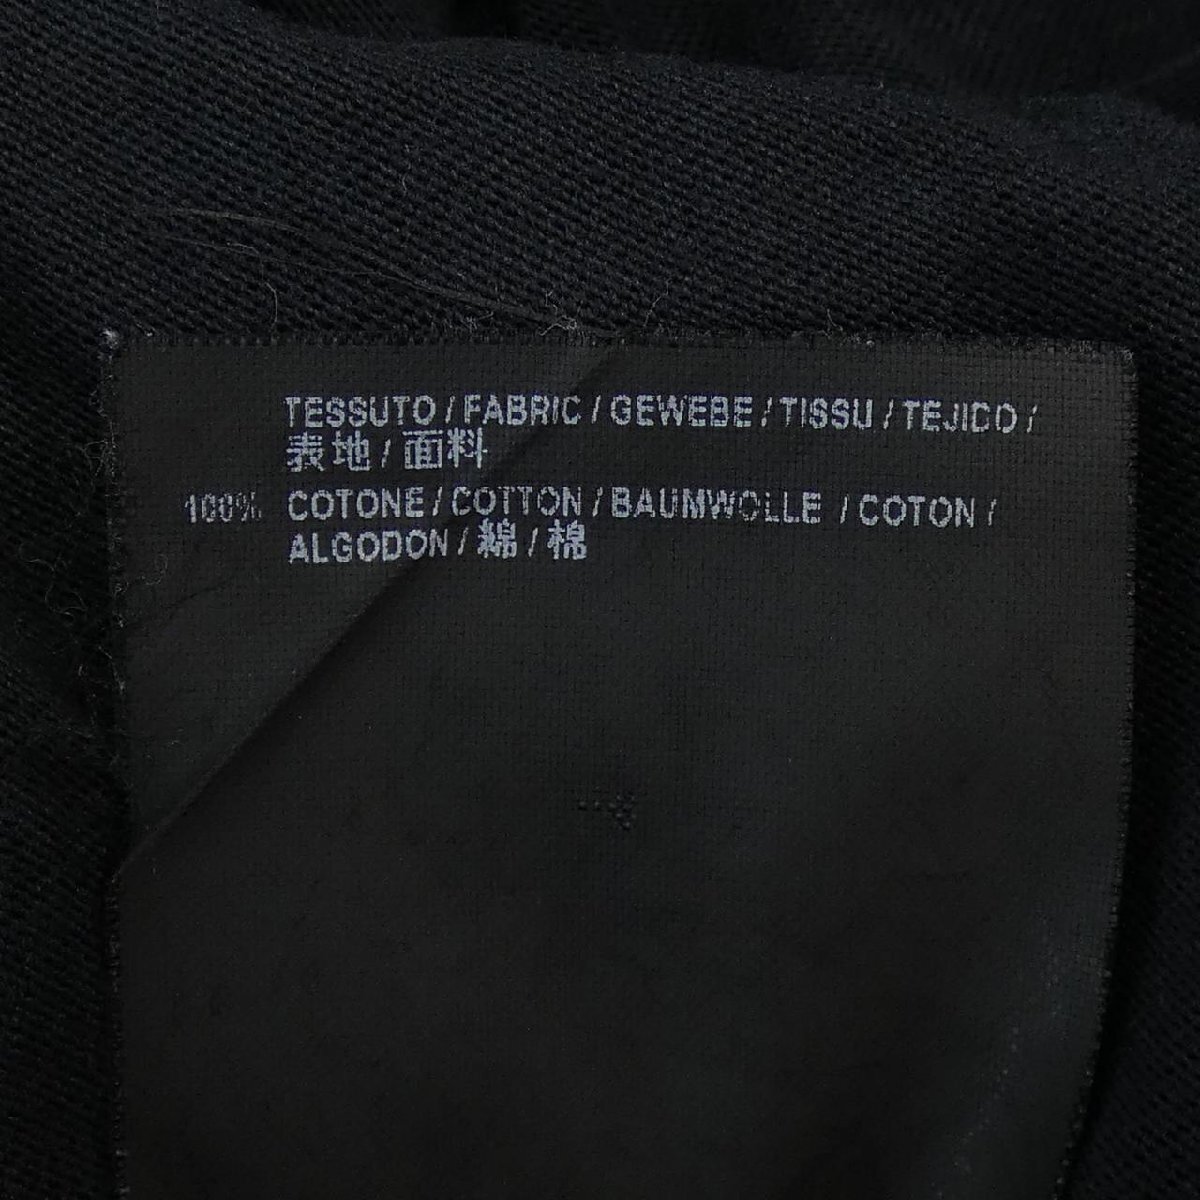 TESSUTO / FABRIC / GEWEBE / TISSU / TEJIDO /
表地 / 面料
100% COTONE / COTTON / BAUMWOLLE / COTON /
ALGODON / 綿 / 棉